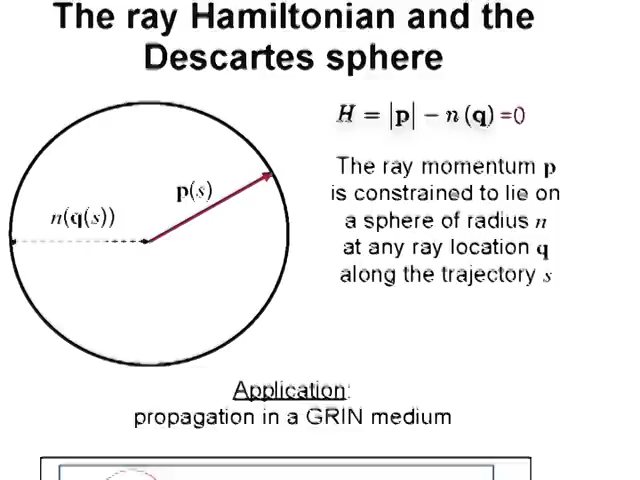 The ray Hamiltonian and the
Descartes sphere
H = |p| − n (q) =0
The ray momentum p
is constrained to lie on
a sphere of radius n
at any ray location q
along the trajectory s
p(s)
n(q(s))
Application:
propagation in a GRIN medium